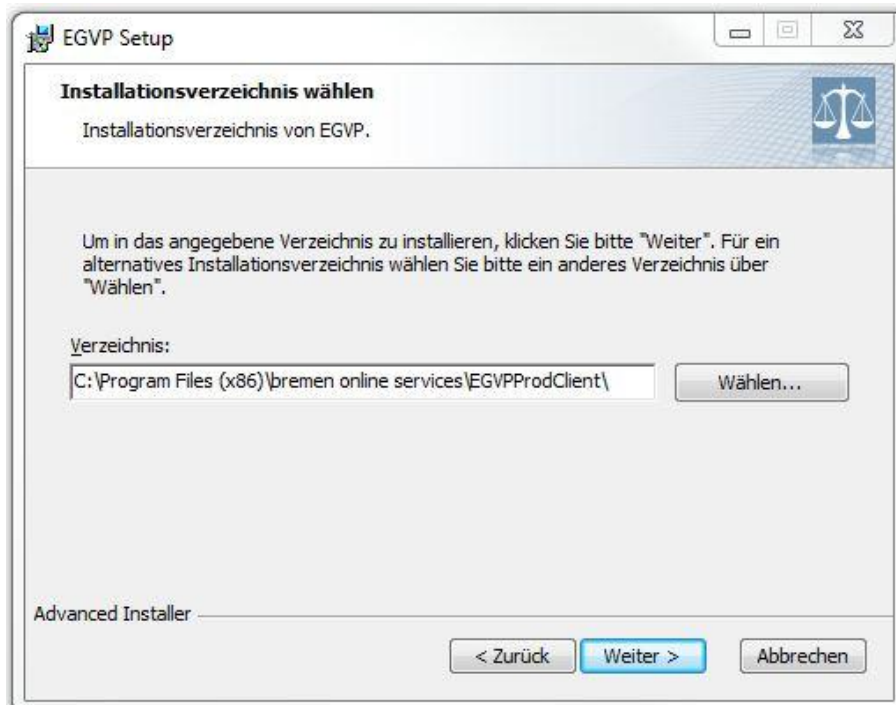 EGVP Setup
Installationsverzeichnis wählen
Installationsverzeichnis von EGVP.
Um in das angegebene Verzeichnis zu installieren, klicken Sie bitte "Weiter". Für ein
alternatives Installationsverzeichnis wählen Sie bitte ein anderes Verzeichnis über
"Wählen".
Verzeichnis:
C:\Program Files (x86)\bremen online services\EGVPProdClient\
Wählen...
Advanced Installer
< Zurück
Weiter >
Abbrechen